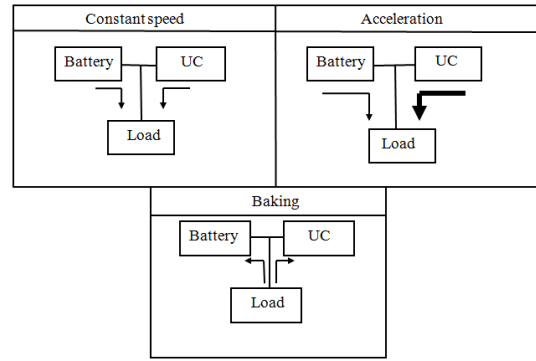 Constant speed
Acceleration
Battery
UC
Load
Battery
UC
Load
Baking
Battery
UC
Load